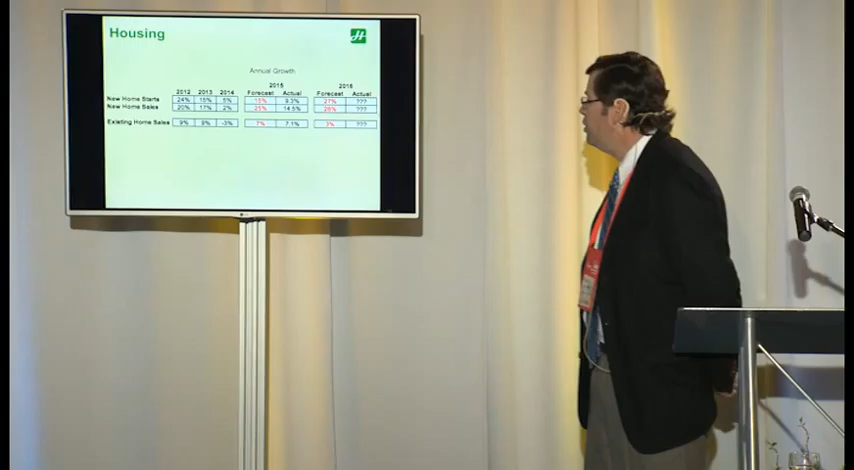 Housing
H
Annual Growth
2015 2016
2012 2013 2014 Forecast Actual Forecast Actual
New Home Starts 24% 15% 5% 15% 9.3% 27% ???
New Home Sales 20% 17% 2% 25% 14.5% 28% ???
Existing Home Sales 9% 9% -3% 7% 7.1% 3% ???